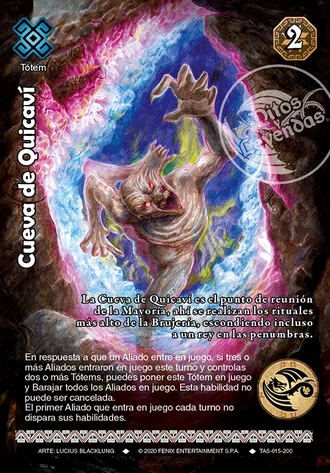 2
Tótem
Mitos
y Leyendas
Cueva de Quicaví
La Cueva de Quicaví es el punto de reunión
de la Mayoría, ahí se realizan los rituales
más alto de la Brujería, escondiendo incluso
a un rey en las penumbras.
En respuesta a que un Aliado entre en juego, si tres o
más Aliados entraron en juego este turno y controlas
dos o más Tótems, puedes poner este Tótem en juego
y Barajar todos los Aliados en juego. Esta habilidad no
puede ser cancelada.
El primer Aliado que entra en juego cada turno no
dispara sus habilidades.
ARTE: LUCIUS BLACKLUNG ◆ © 2020 FENIX ENTERTAINMENT S.P.A. ◆ TAS-015-200